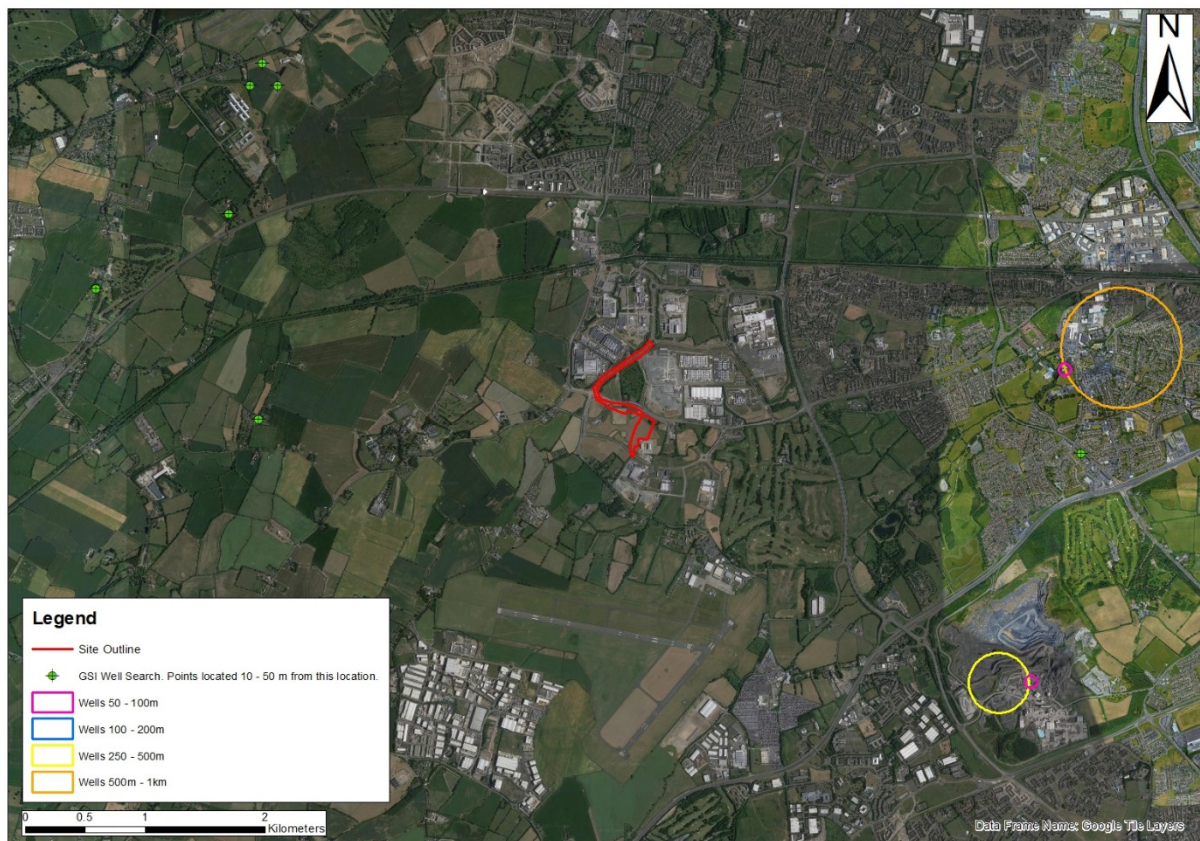 N
Legend
Site Outline
GSI Well Search. Points located 10 - 50 m from this location.
Wells 50 - 100m
Wells 100 - 200m
Wells 250 - 500m
Wells 500m - 1km
0 0.5 1 2
Kilometers
Data Frame Name: Google Tile Layers